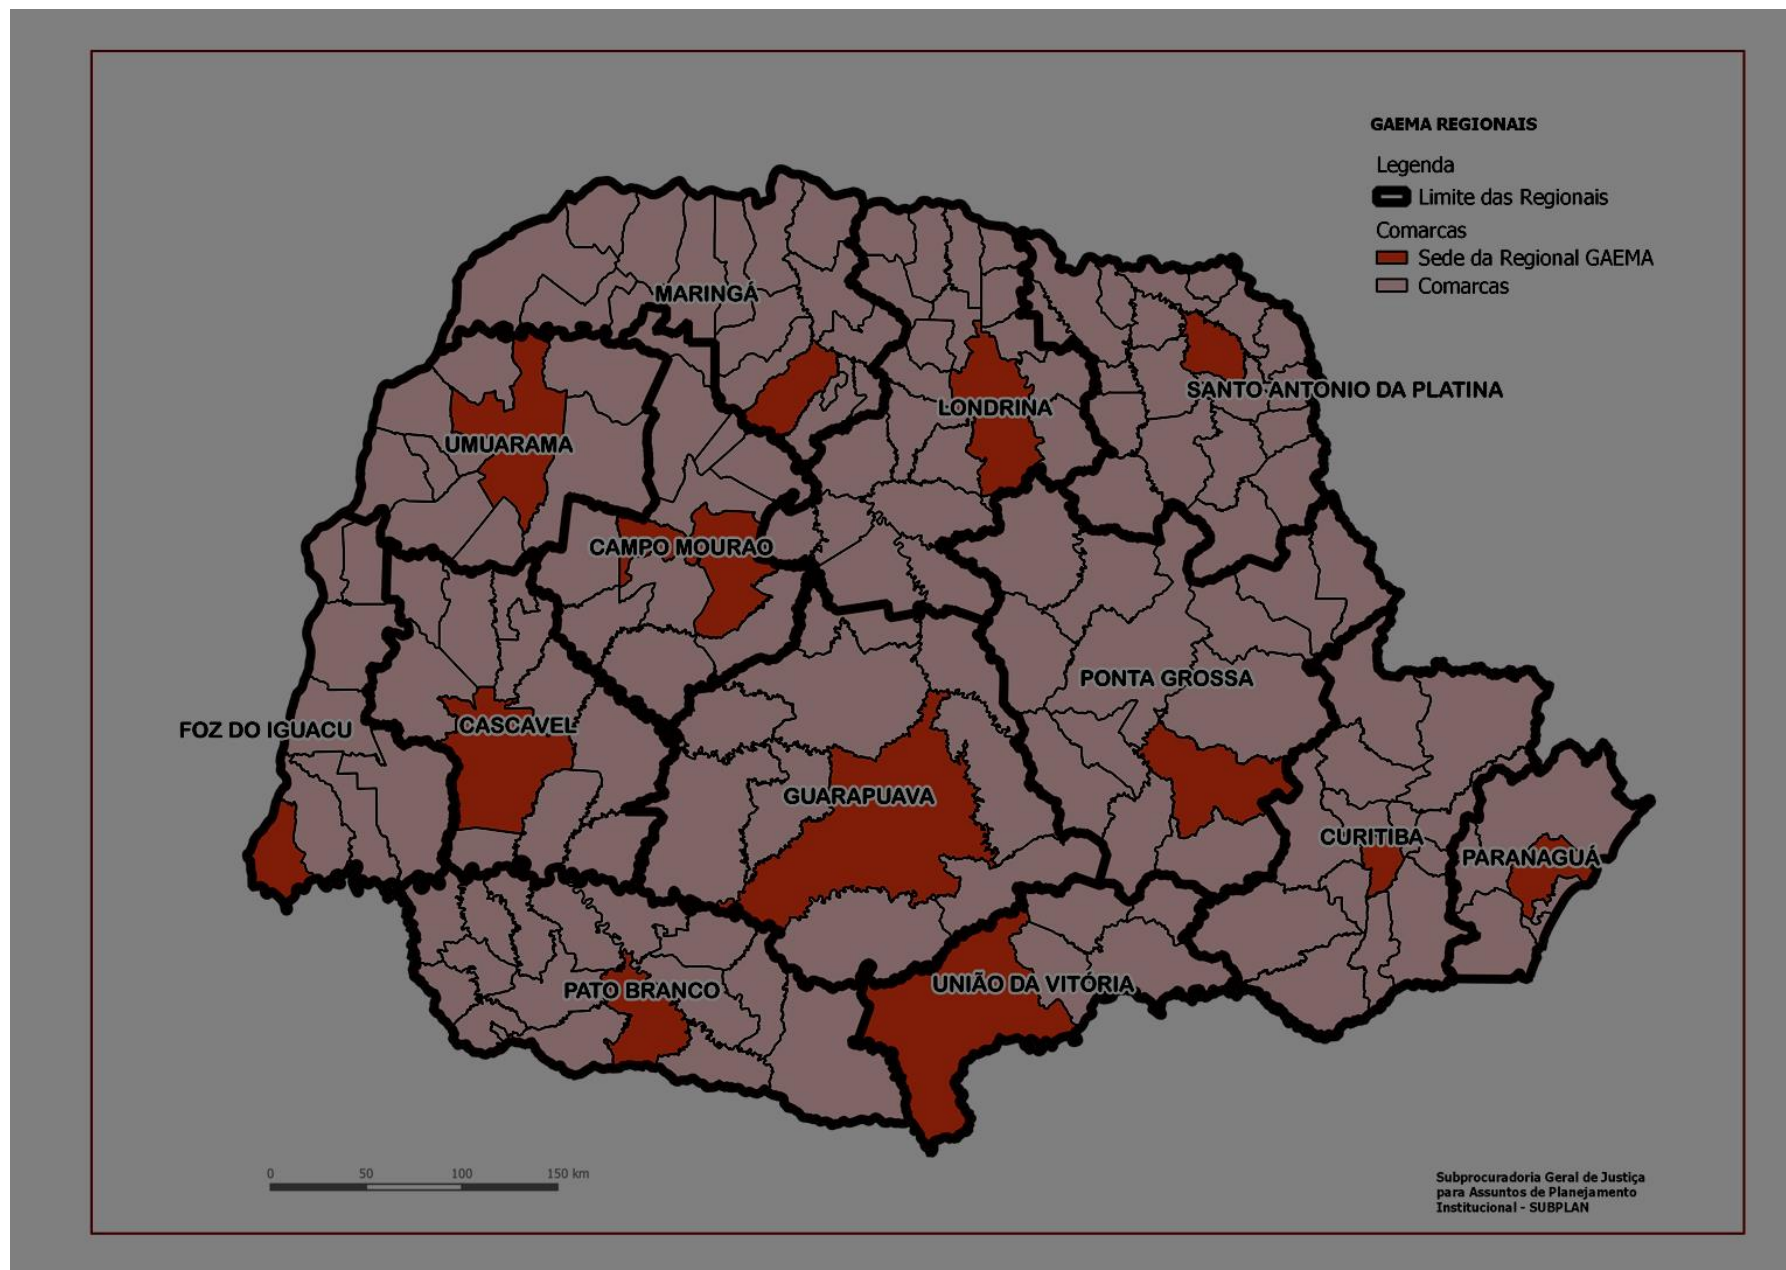 GAEMA REGIONAIS
Legenda
Limite das Regionais
Comarcas
Sede da Regional GAEMA
Comarcas
MARINGÁ
SANTO ANTONIO DA PLATINA
LONDRINA
UMUARAMA
CAMPO MOURAO
PONTA GROSSA
FOZ DO IGUACU
CASCAVEL
GUARAPUAVA
CURITIBA
PARANAGUÁ
PATO BRANCO
UNIÃO DA VITÓRIA
0 50 100 150 km
Subprocuradoria Geral de Justiça
para Assuntos de Planejamento
Institucional - SUBPLAN